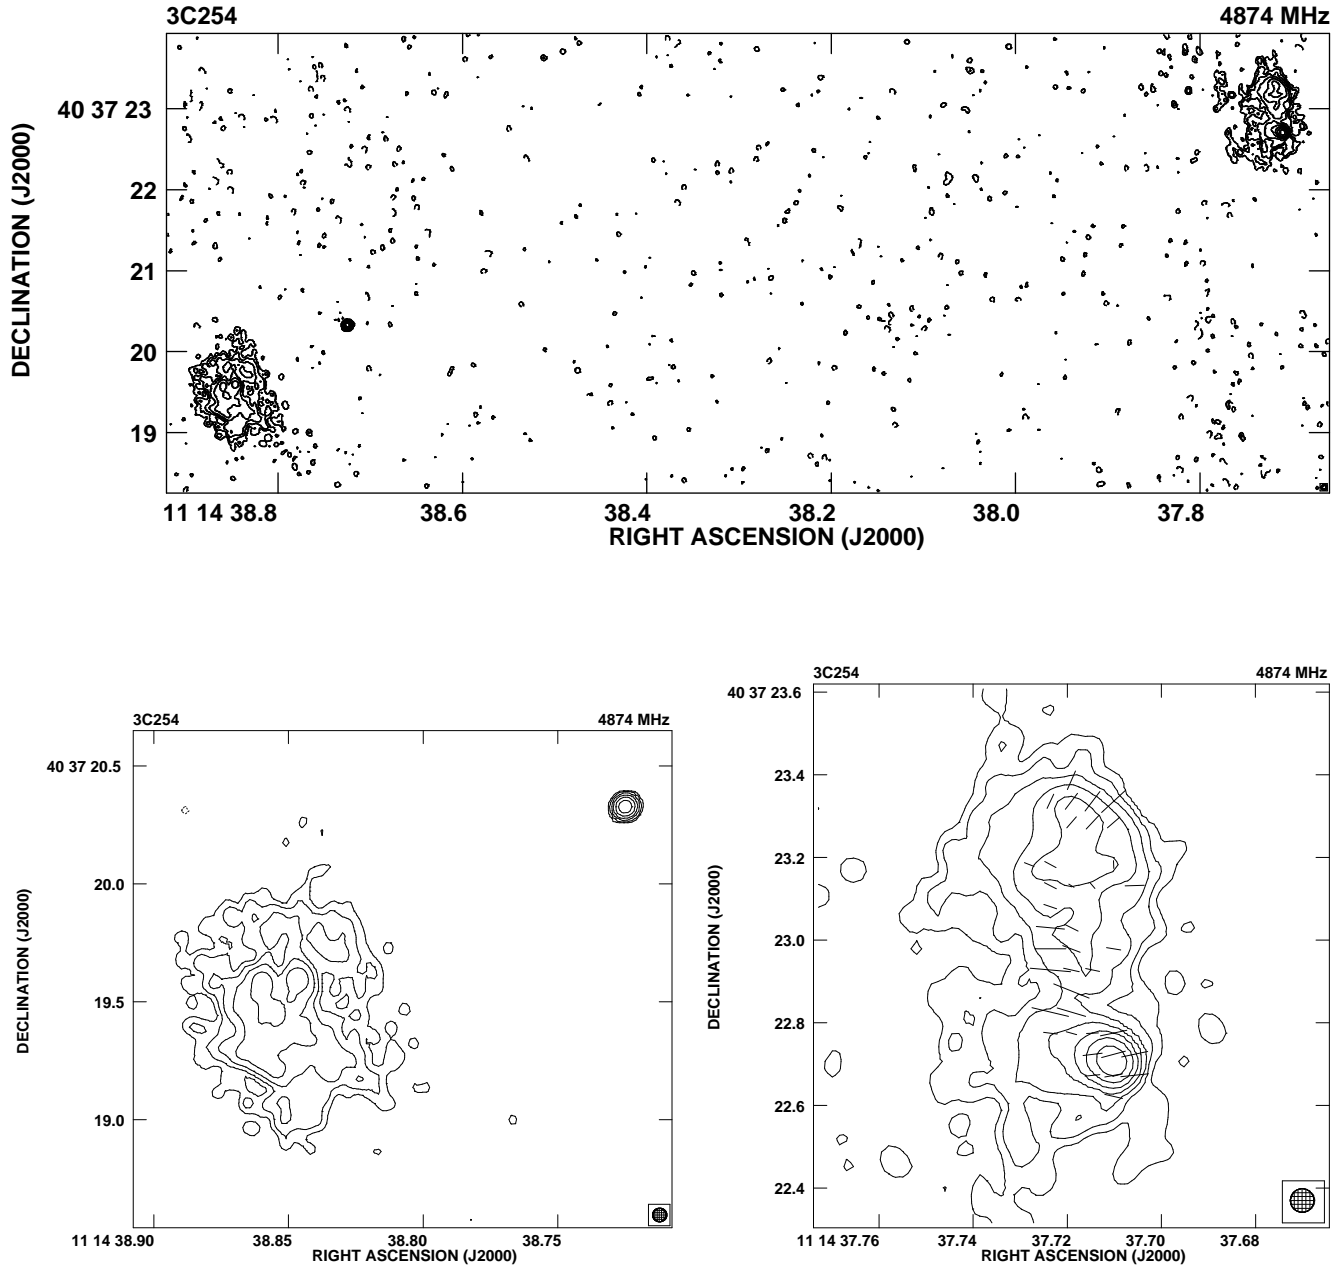 3C254 4874 MHz
40 37 23
22
21
20
19
DECLINATION (J2000)
11 14 38.8 38.6 38.4 38.2 38.0 37.8
RIGHT ASCENSION (J2000)
3C254 4874 MHz
40 37 20.5
20.0
19.5
19.0
DECLINATION (J2000)
11 14 38.90 38.85 38.80 38.75
RIGHT ASCENSION (J2000)
3C254 4874 MHz
40 37 23.6
23.4
23.2
23.0
22.8
22.6
22.4
DECLINATION (J2000)
11 14 37.76 37.74 37.72 37.70 37.68
RIGHT ASCENSION (J2000)